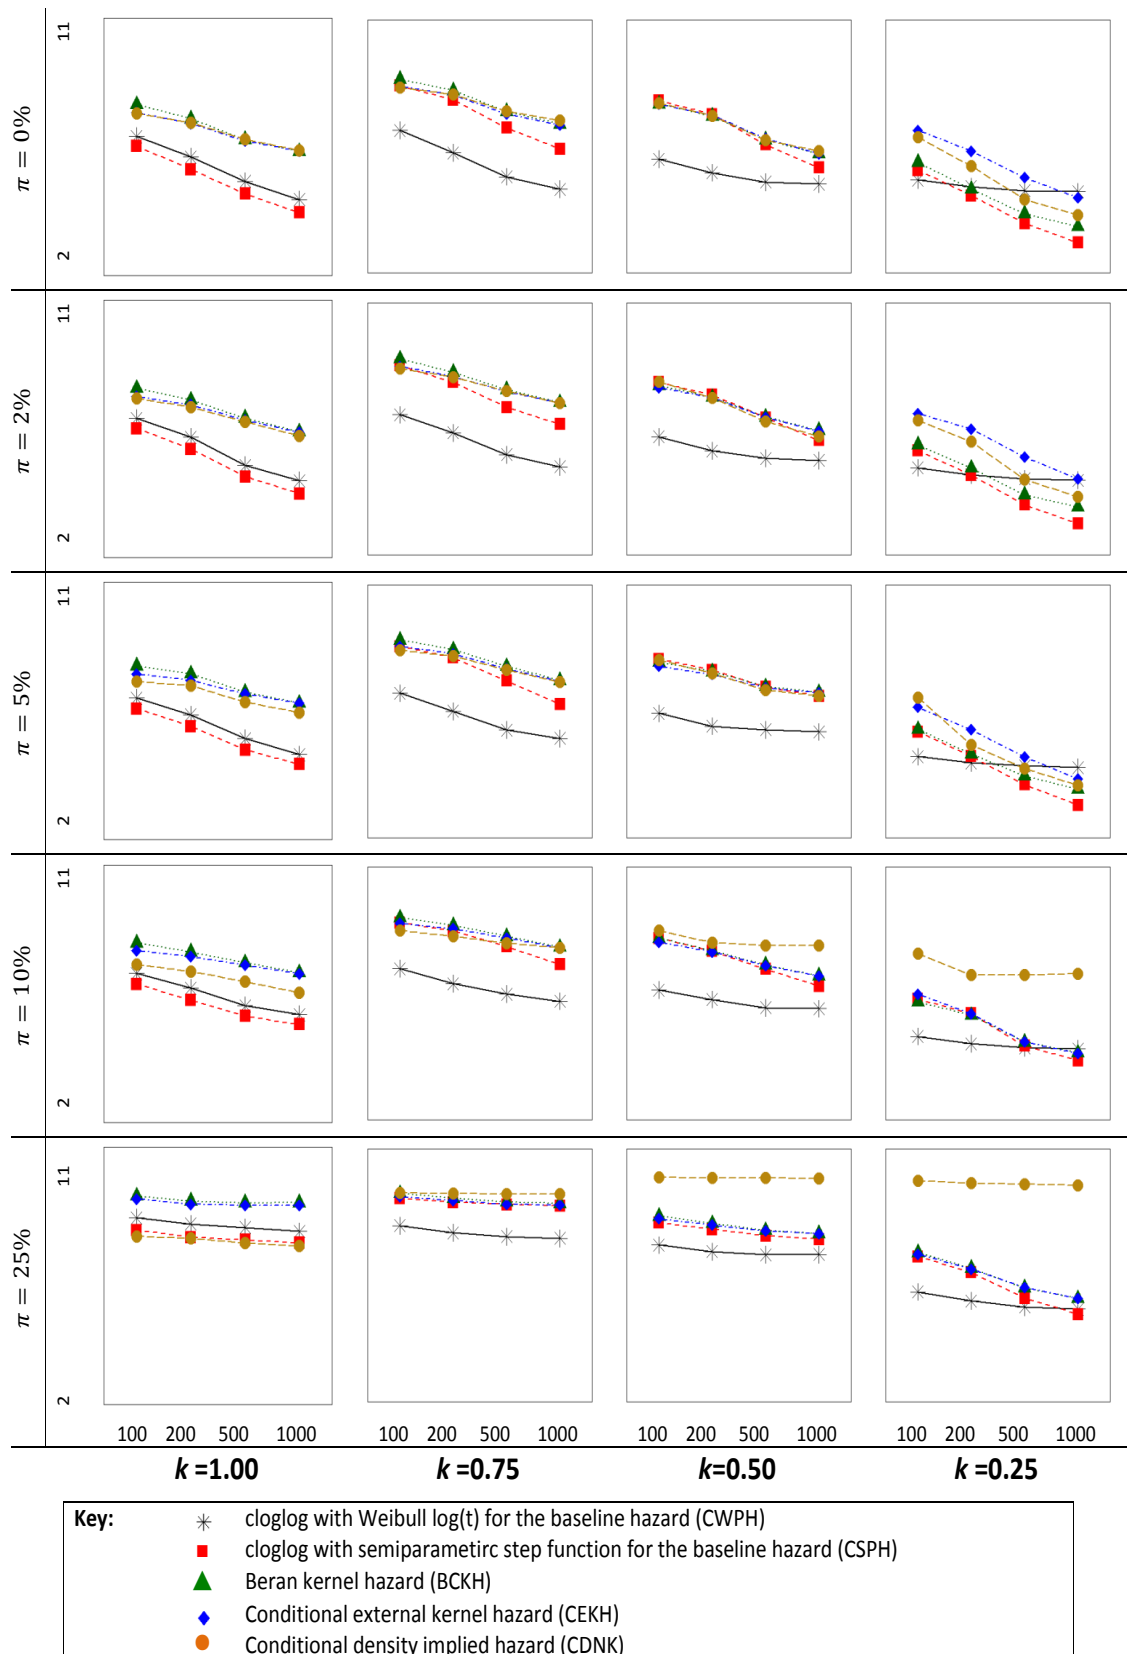 11
π = 0%
2
11
π = 2%
2
11
π = 5%
2
11
π = 10%
2
11
π = 25%
2
100 200 500 1000 100 200 500 1000 100 200 500 1000 100 200 500 1000
k =1.00 k =0.75 k=0.50 k =0.25
Key: cloglog with Weibull log(t) for the baseline hazard (CWPH)
cloglog with semiparametirc step function for the baseline hazard (CSPH)
Beran kernel hazard (BCKH)
Conditional external kernel hazard (CEKH)
Conditional density implied hazard (CDNK)